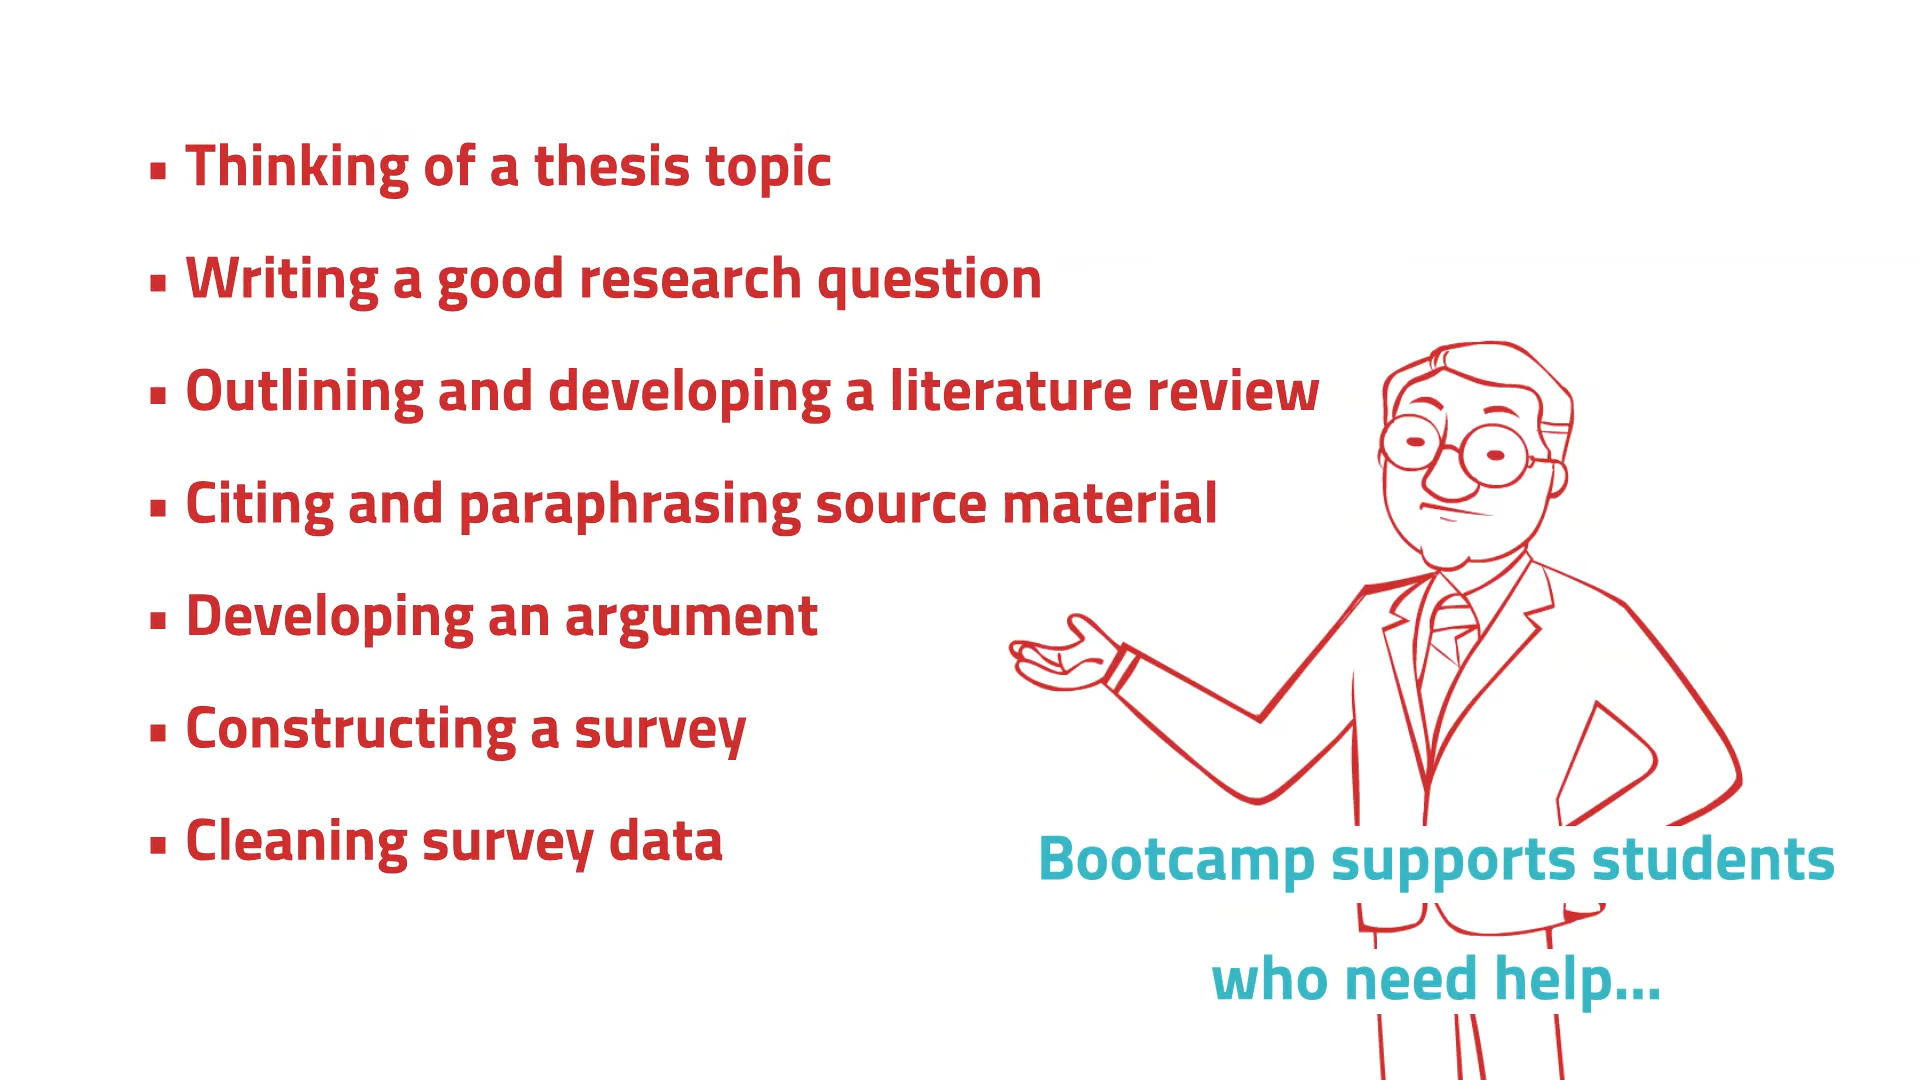 ▪ Thinking of a thesis topic
▪ Writing a good research question
▪ Outlining and developing a literature review
▪ Citing and paraphrasing source material
▪ Developing an argument
▪ Constructing a survey
▪ Cleaning survey data
Bootcamp supports students
who need help...